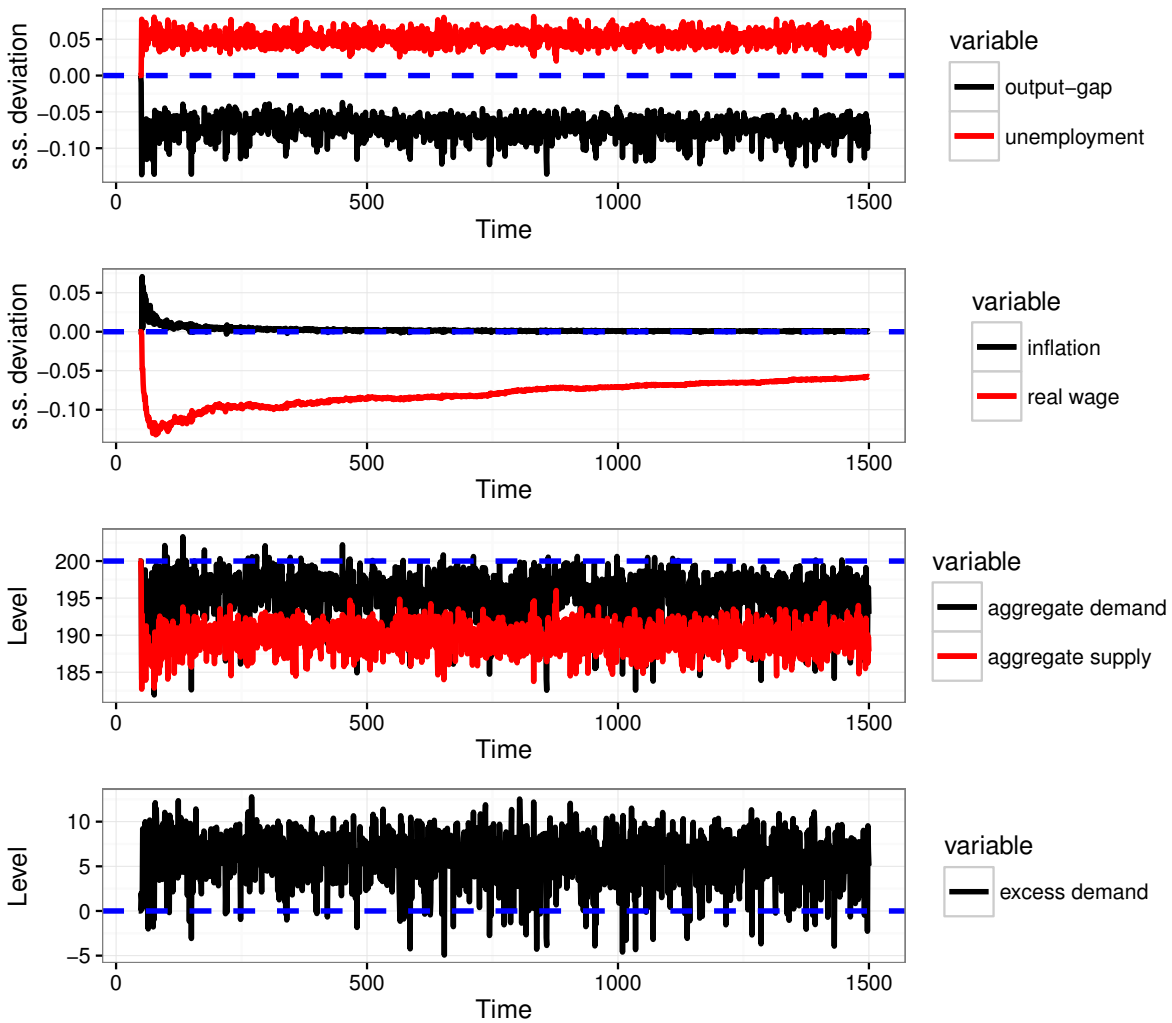 s.s. deviation
0.05
0.00
−0.05
−0.10
0 500 1000 1500
Time
variable
output−gap
unemployment
s.s. deviation
0.05
0.00
−0.05
−0.10
0 500 1000 1500
Time
variable
inflation
real wage
Level
200
195
190
185
0 500 1000 1500
Time
variable
aggregate demand
aggregate supply
Level
10
5
0
−5
0 500 1000 1500
Time
variable
excess demand